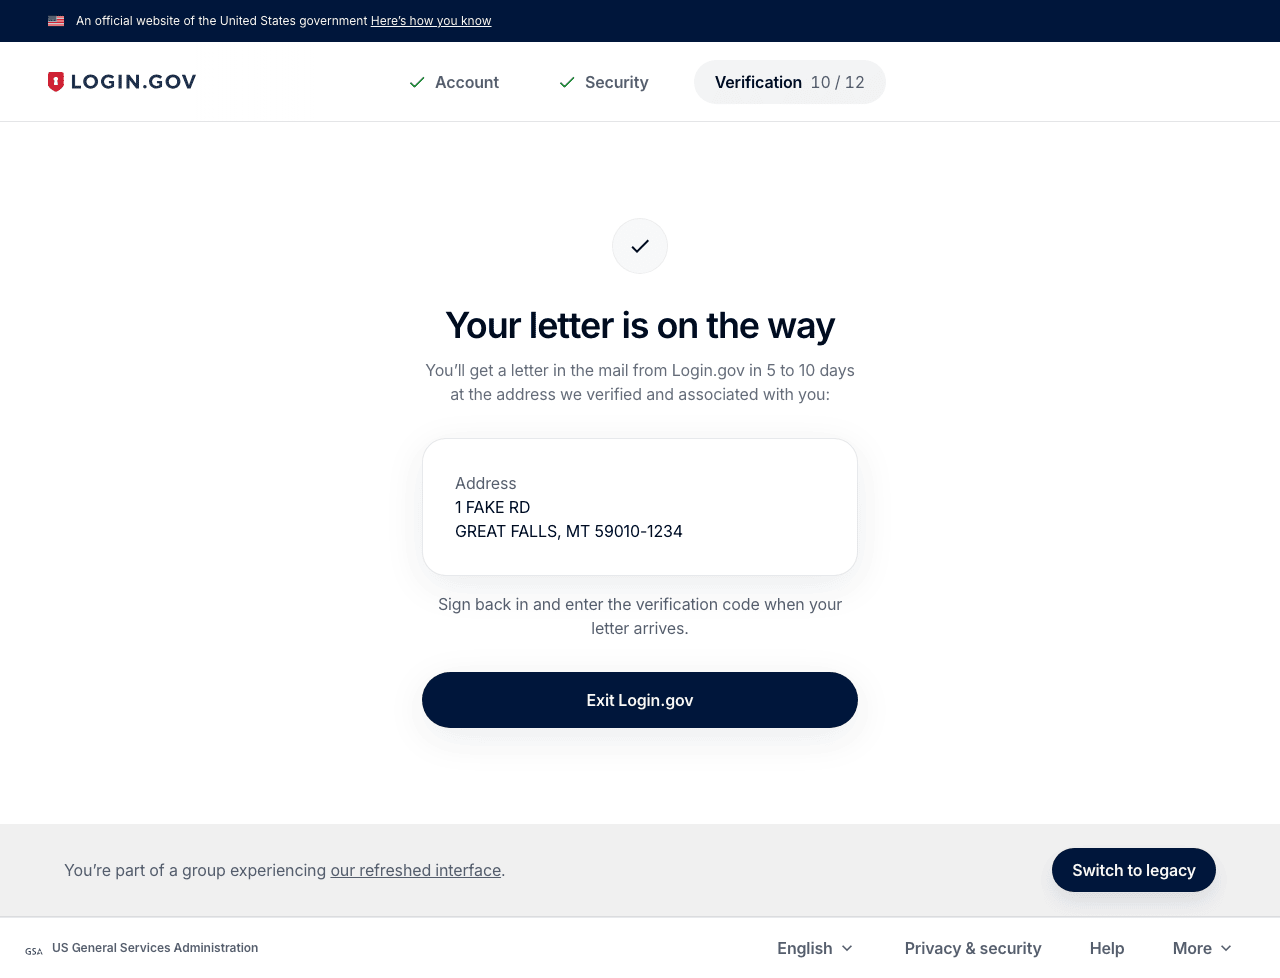 An official website of the United States government Here’s how you know
LOGIN.GOV
Account
Security
Verification 10 / 12
Your letter is on the way
You’ll get a letter in the mail from Login.gov in 5 to 10 days
at the address we verified and associated with you:
Address
1 FAKE RD
GREAT FALLS, MT 59010-1234
Sign back in and enter the verification code when your
letter arrives.
Exit Login.gov
You’re part of a group experiencing our refreshed interface.
Switch to legacy
GSA US General Services Administration
English
Privacy & security
Help
More